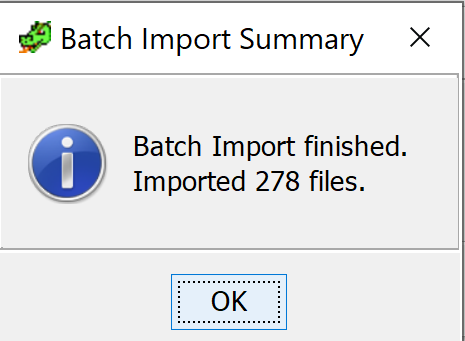 Batch Import Summary
Batch Import finished.
Imported 278 files.
OK